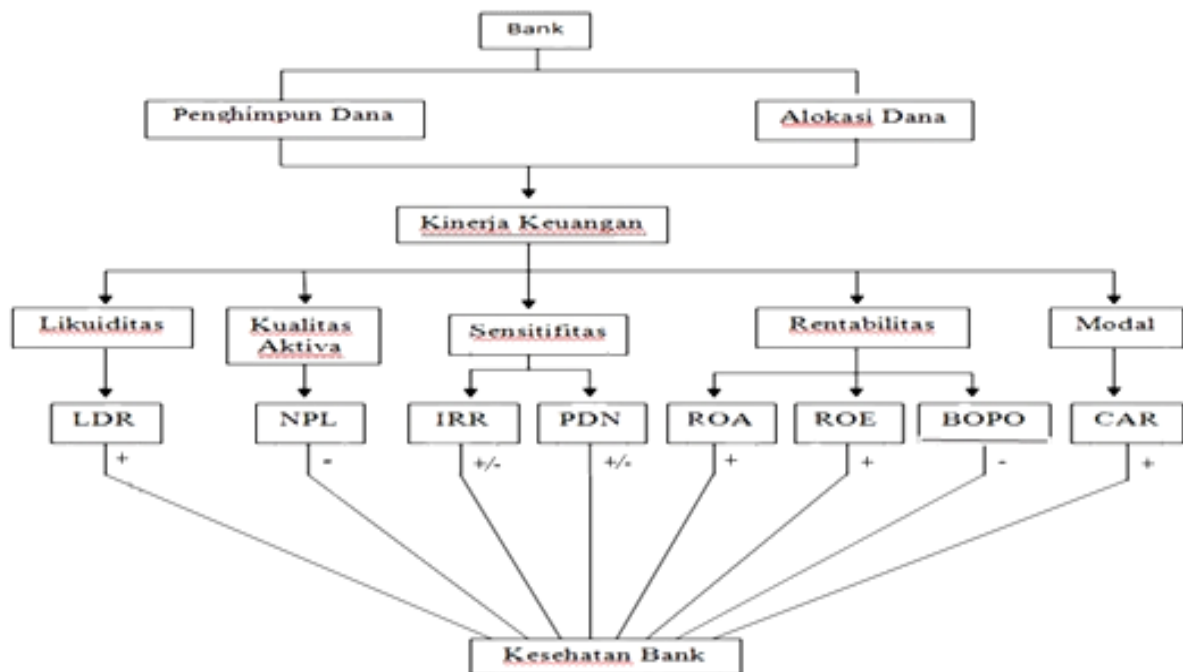 Bank
Penghimpun Dana
Alokasi Dana
Kinerja Keuangan
Likuiditas
Kualitas
Aktiva
Sensitifitas
Rentabilitas
Modal
LDR
NPL
IRR
PDN
ROA
ROE
BOPO
CAR
+
-
+/-
+/-
+
+
-
+
Kesehatan Bank